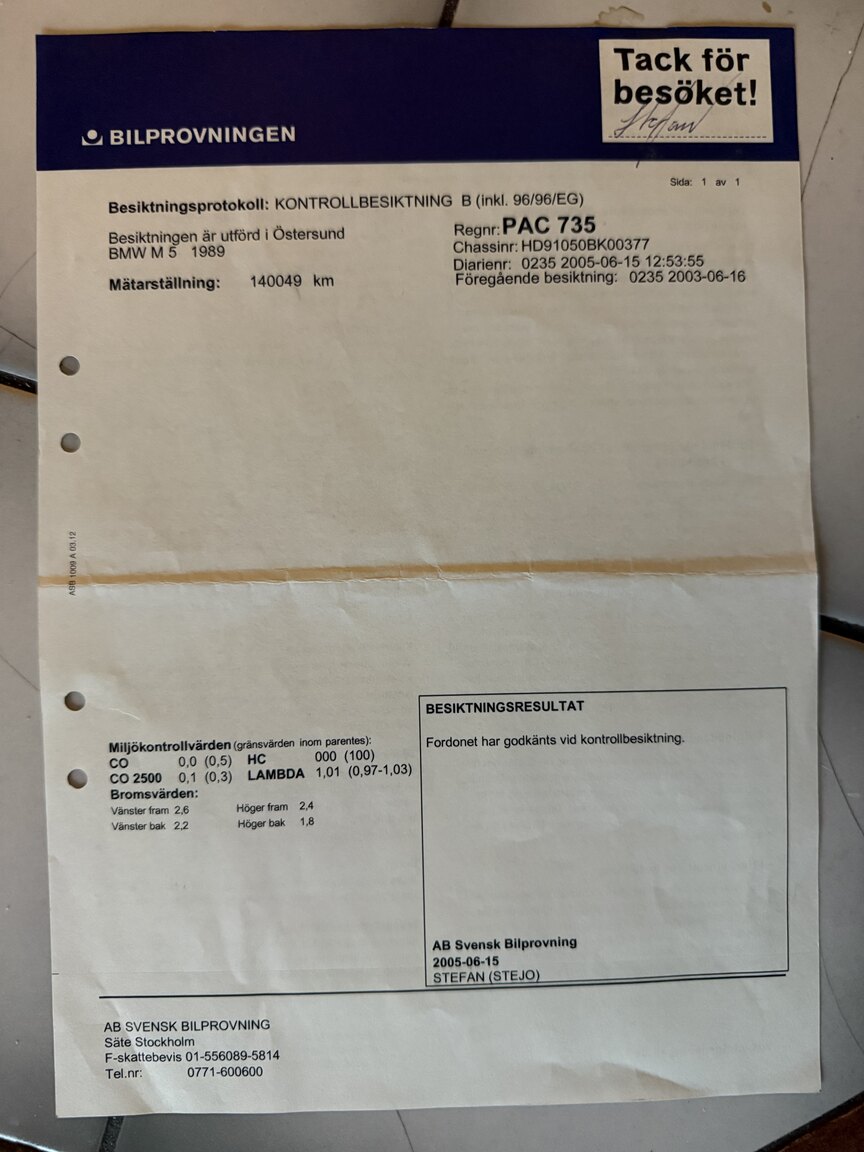 Tack för
besöket!
Stefan
BILPROVNINGEN
Sida: 1 av 1
Besiktningsprotokoll: KONTROLLBESIKTNING B (inkl. 96/96/EG)
Besiktningen är utförd i Östersund
BMW M 5 1989
Mätarställning: 140049 km
Regnr: PAC 735
Chassinr: HD91050BK00377
Diarienr: 0235 2005-06-15 12:53:55
Föregående besiktning: 0235 2003-06-16
ASB 1009 A 03.12
Miljökontrollvärden (gränsvärden inom parentes):
CO 0,0 (0,5) HC 000 (100)
CO 2500 0,1 (0,3) LAMBDA 1,01 (0,97-1,03)
Bromsvärden:
Vänster fram 2,6 Höger fram 2,4
Vänster bak 2,2 Höger bak 1,8
BESIKTNINGSRESULTAT
Fordonet har godkänts vid kontrollbesiktning.
AB Svensk Bilprovning
2005-06-15
STEFAN (STEJO)
AB SVENSK BILPROVNING
Säte Stockholm
F-skattebevis 01-556089-5814
Tel.nr: 0771-600600